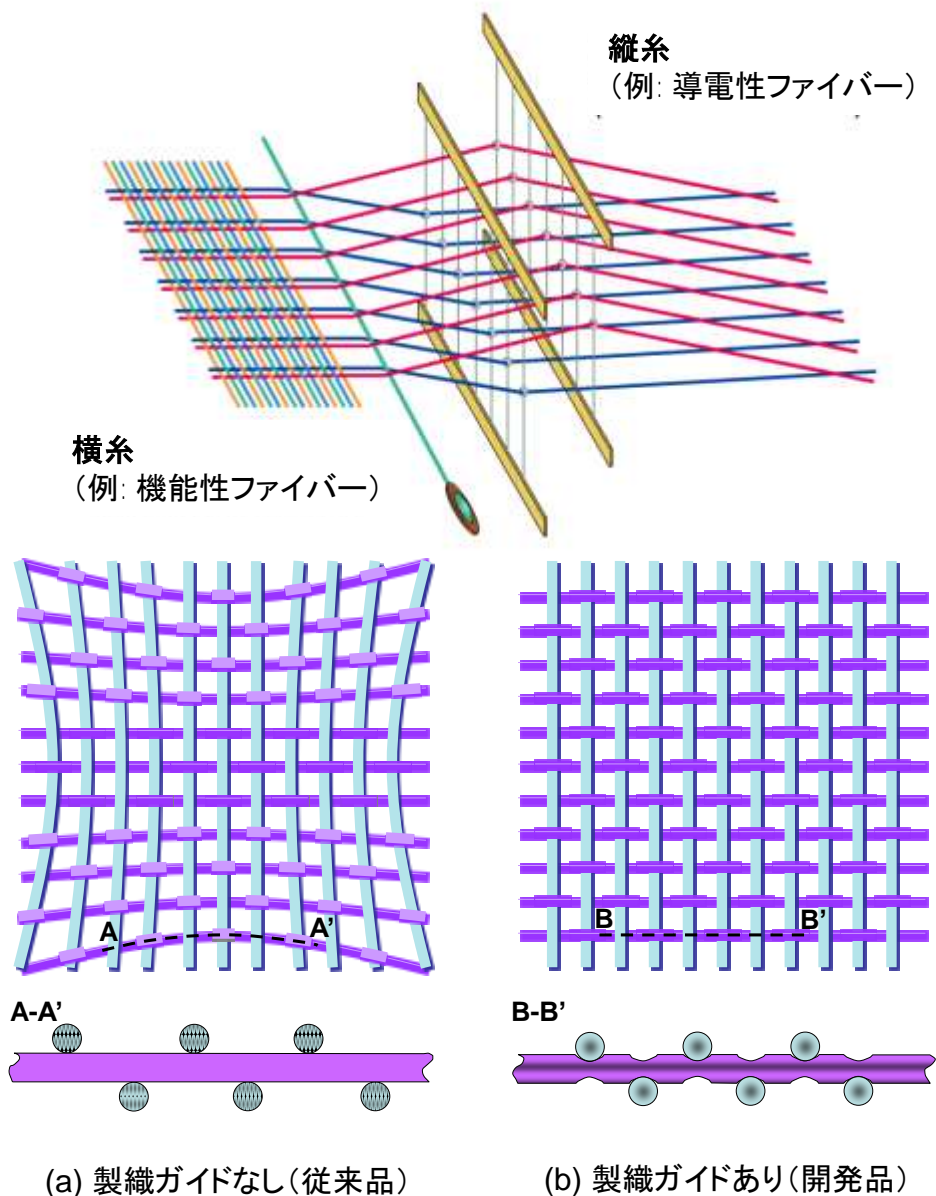 縦糸
（例: 導電性ファイバー）
横糸
（例: 機能性ファイバー）
A A’
B B’
A-A’
B-B’
(a) 製織ガイドなし（従来品）
(b) 製織ガイドあり（開発品）